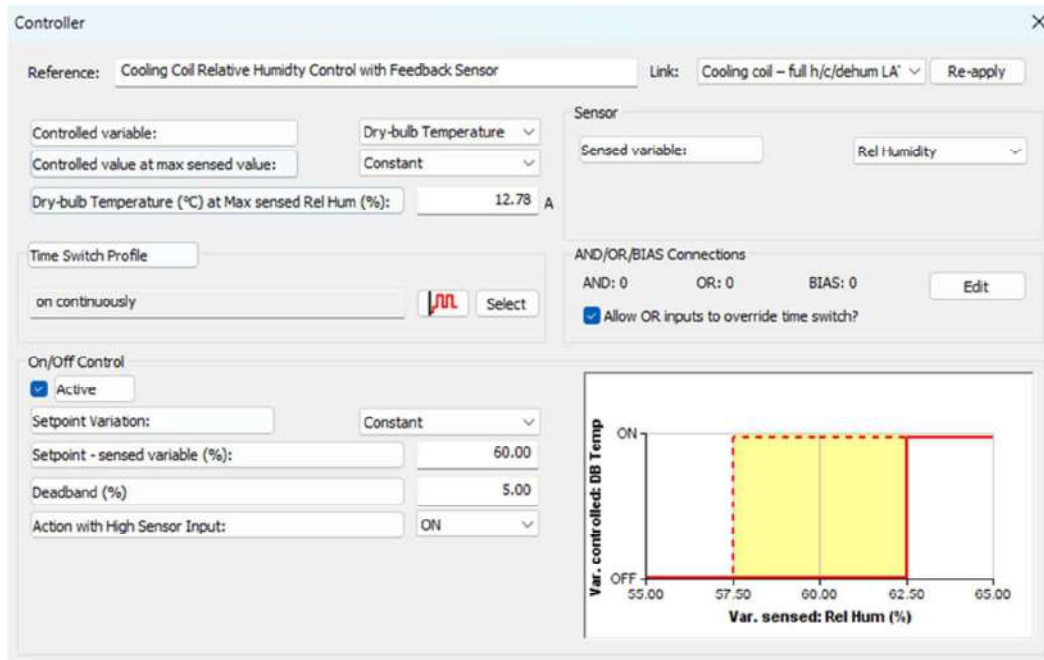 Controller
Reference: Cooling Coil Relative Humidty Control with Feedback Sensor Link: Cooling coil – full h/c/dehum LA' Re-apply
Controlled variable: Dry-bulb Temperature
Controlled value at max sensed value: Constant
Dry-bulb Temperature (°C) at Max sensed Rel Hum (%): 12.78 A
Sensor
Sensed variable: Rel Humidity
Time Switch Profile
on continuously Select
AND/OR/BIAS Connections
AND: 0 OR: 0 BIAS: 0 Edit
Allow OR inputs to override time switch?
On/Off Control
Active
Setpoint Variation: Constant
Setpoint - sensed variable (%): 60.00
Deadband (%) 5.00
Action with High Sensor Input: ON
Var. controlled: DB Temp
ON
OFF
55.00 57.50 60.00 62.50 65.00
Var. sensed: Rel Hum (%)